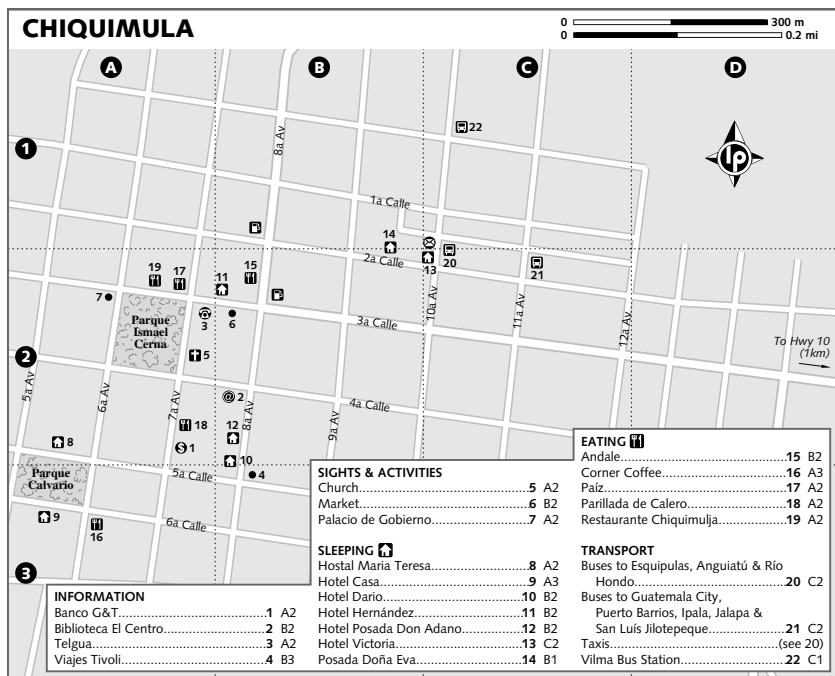 CHIQUIMULA
0 300 m
0 0.2 mi
A
B
C
D
1
22
lp
8a Av
1a Calle
14
2a Calle
13
20
21
19
17
11
15
7
3
6
Parque
Ismael
Cerna
10a Av
11a Av
12a Av
3a Calle
To Hwy 10
(1km)
2
5
5a Av
6a Av
7a Av
8a Av
9a Av
@ 2
4a Calle
18
12
8
$ 1
10
4
Parque
Calvario
5a Calle
9
16
6a Calle
3
INFORMATION
Banco G&T 1 A2
Biblioteca El Centro 2 B2
Telgua 3 A2
Viajes Tivoli 4 B3
SIGHTS & ACTIVITIES
Church 5 A2
Market 6 B2
Palacio de Gobierno 7 A2
SLEEPING
Hostal Maria Teresa 8 A2
Hotel Casa 9 A3
Hotel Dario 10 B2
Hotel Hernández 11 B2
Hotel Posada Don Adano 12 B2
Hotel Victoria 13 C2
Posada Doña Eva 14 B1
EATING
Andale 15 B2
Corner Coffee 16 A3
Paíz 17 A2
Parillada de Calero 18 A2
Restaurante Chiquimulja 19 A2
TRANSPORT
Buses to Esquipulas, Anguiatú & Río
Hondo 20 C2
Buses to Guatemala City,
Puerto Barrios, Ipala, Jalapa &
San Luís Jilotepeque 21 C2
Taxis (see 20)
Vilma Bus Station 22 C1